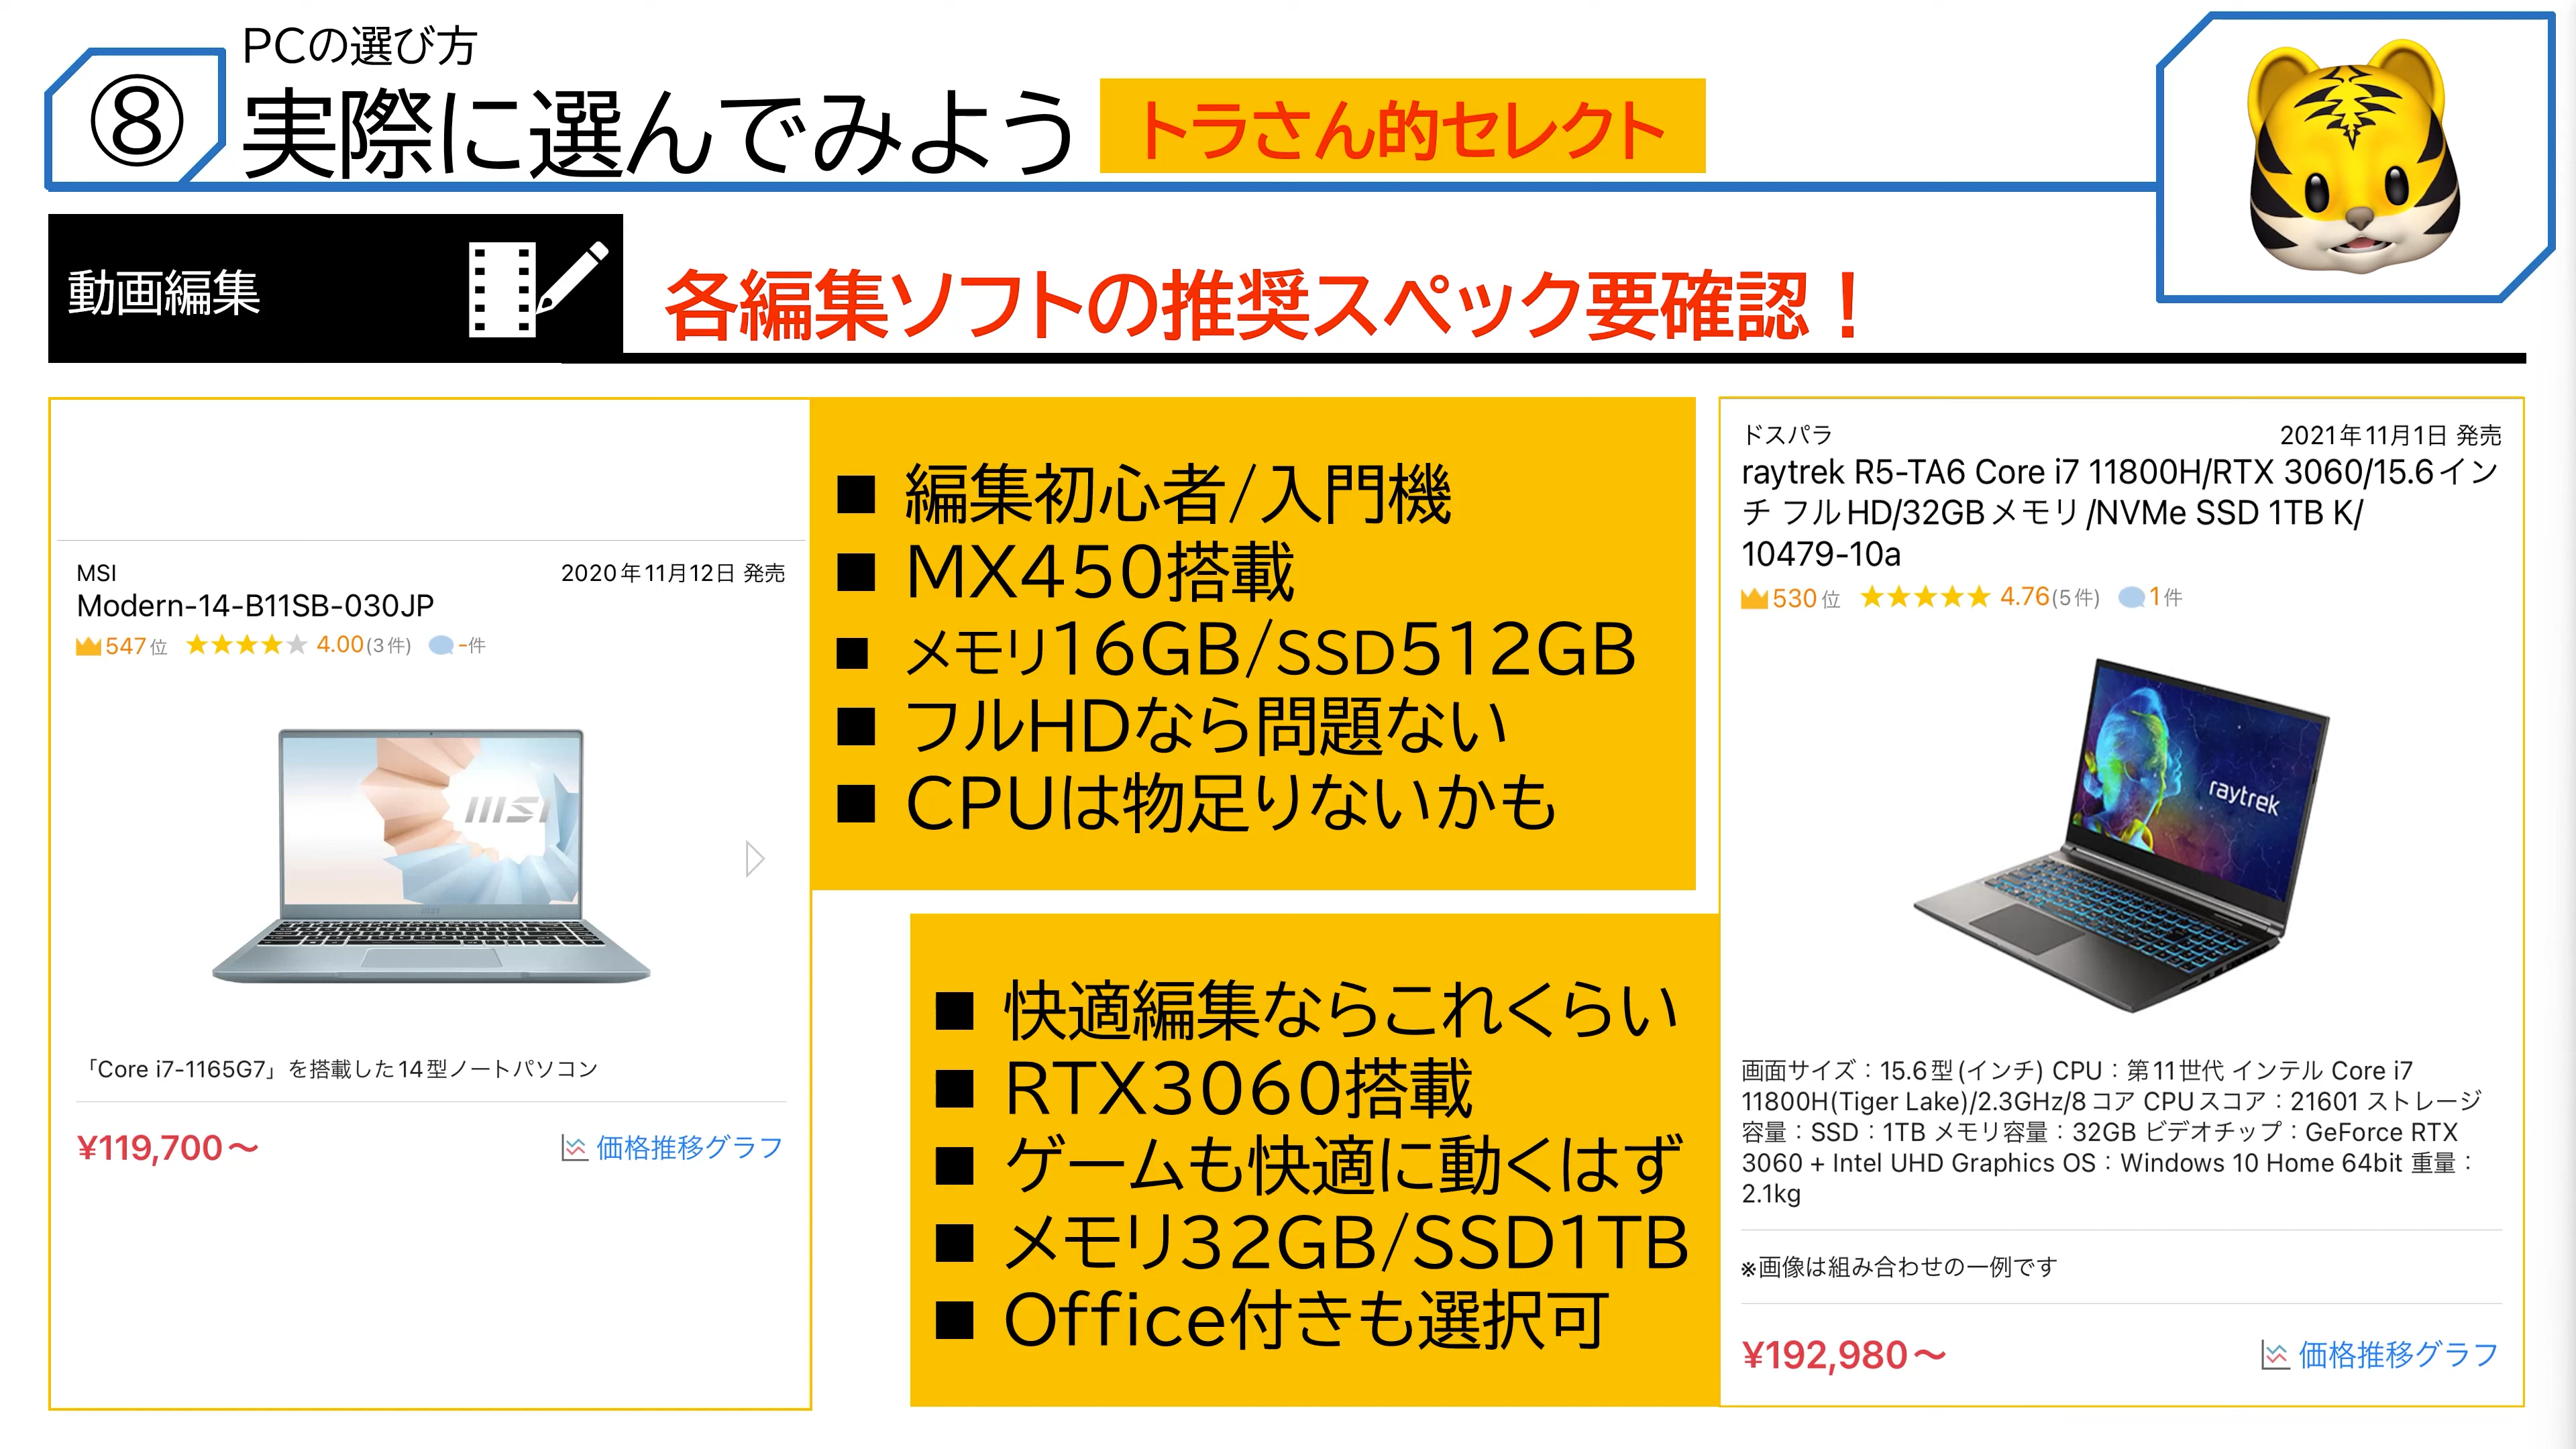 PCの選び方
⑧
実際に選んでみよう
トラさん的セレクト
動画編集
各編集ソフトの推奨スペック要確認！
MSI
2020年11月12日 発売
Modern-14-B11SB-030JP
547位 ★★★★★ 4.00(3件) -件
msi
「Core i7-1165G7」を搭載した14型ノートパソコン
¥119,700～
価格推移グラフ
■ 編集初心者/入門機
■ MX450搭載
■ メモリ16GB/SSD512GB
■ フルHDなら問題ない
■ CPUは物足りないかも
■ 快適編集ならこれくらい
■ RTX3060搭載
■ ゲームも快適に動くはず
■ メモリ32GB/SSD1TB
■ Office付きも選択可
ドスパラ
2021年11月1日 発売
raytrek R5-TA6 Core i7 11800H/RTX 3060/15.6イン
チ フルHD/32GBメモリ/NVMe SSD 1TB K/
10479-10a
530位 ★★★★★ 4.76(5件) 1件
raytrek
画面サイズ：15.6型(インチ) CPU：第11世代 インテル Core i7
11800H(Tiger Lake)/2.3GHz/8コア CPUスコア：21601 ストレージ
容量：SSD：1TB メモリ容量：32GB ビデオチップ：GeForce RTX
3060 + Intel UHD Graphics OS：Windows 10 Home 64bit 重量：
2.1kg
※画像は組み合わせの一例です
¥192,980～
価格推移グラフ